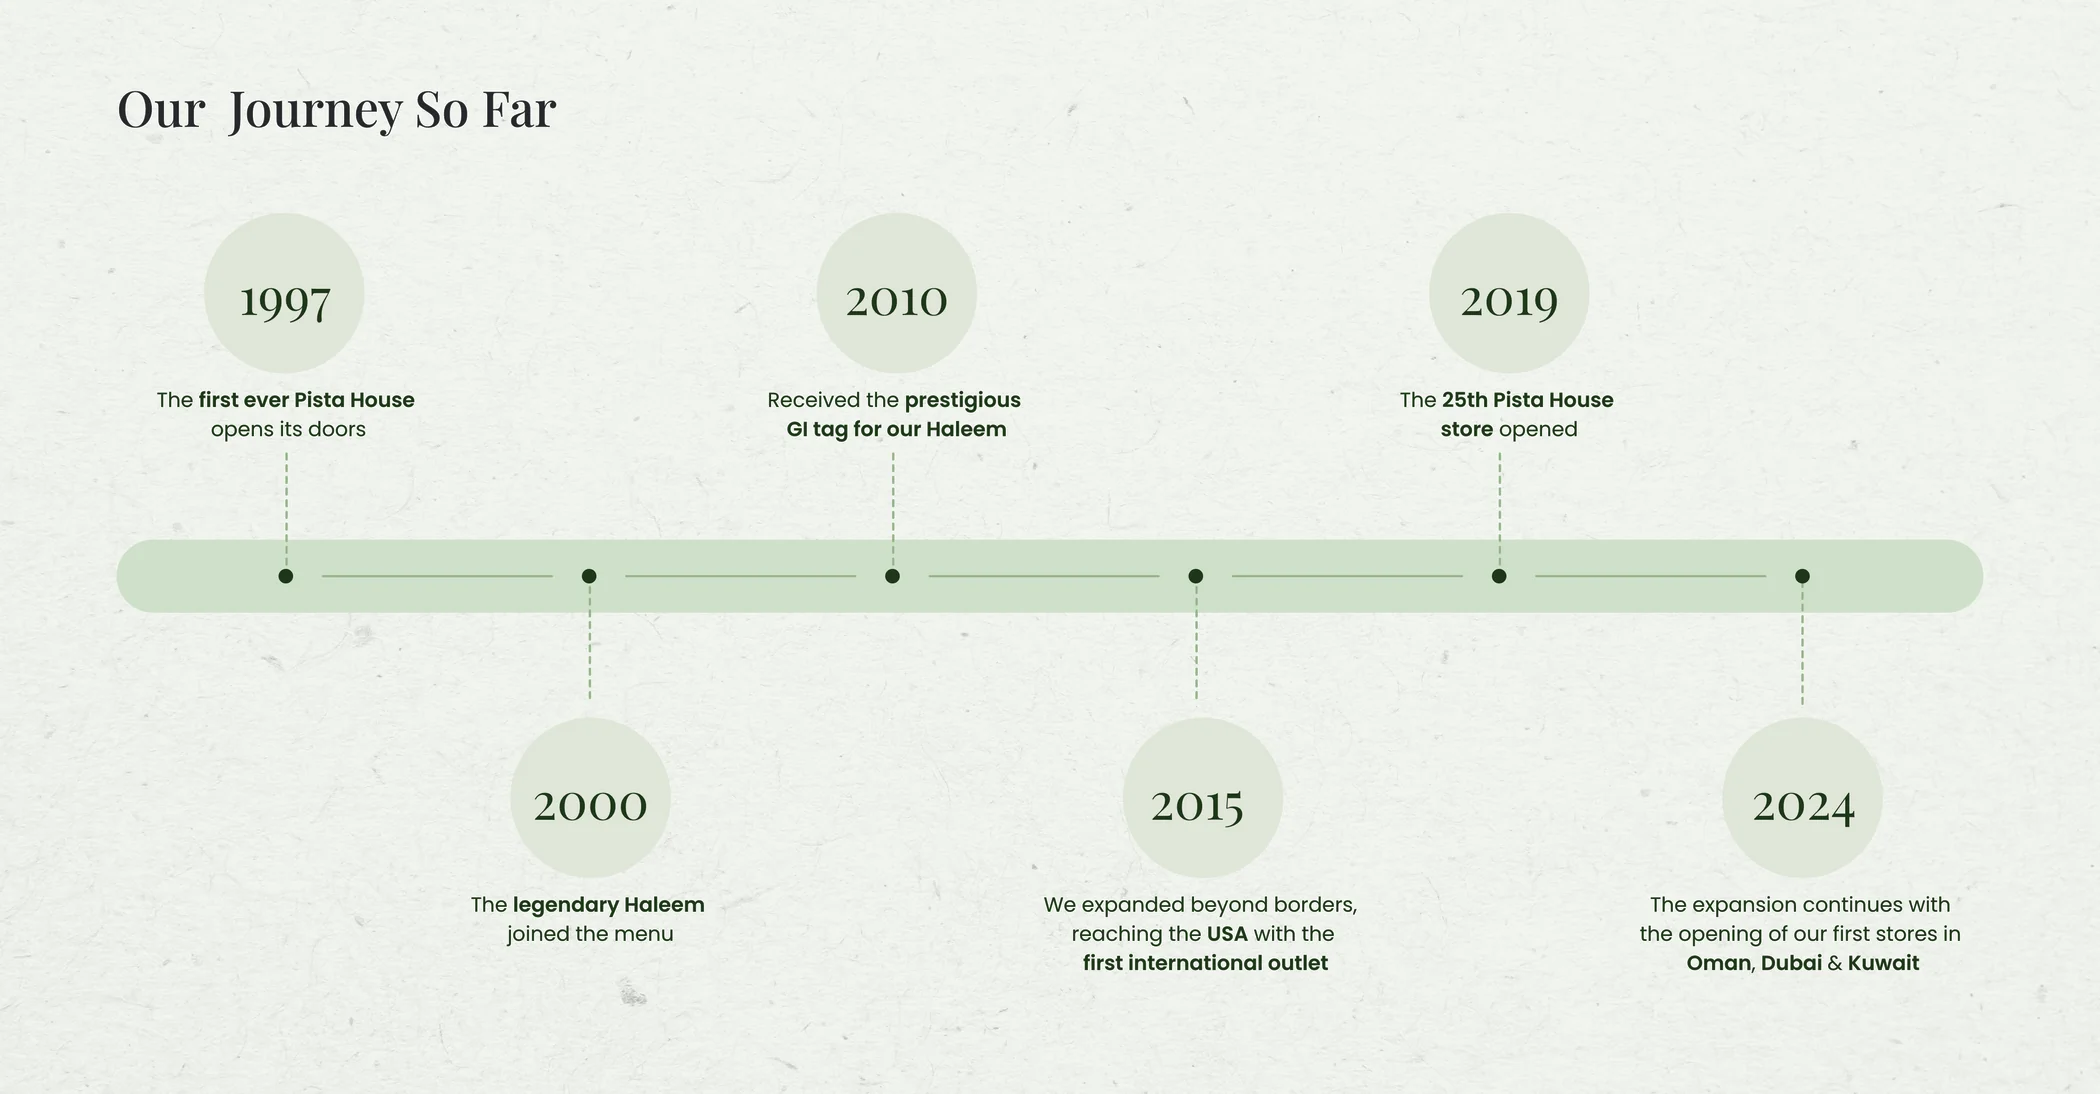 Our Journey So Far
1997
The first ever Pista House
opens its doors
2000
The legendary Haleem
joined the menu
2010
Received the prestigious
GI tag for our Haleem
2015
We expanded beyond borders,
reaching the USA with the
first international outlet
2019
The 25th Pista House
store opened
2024
The expansion continues with
the opening of our first stores in
Oman, Dubai & Kuwait